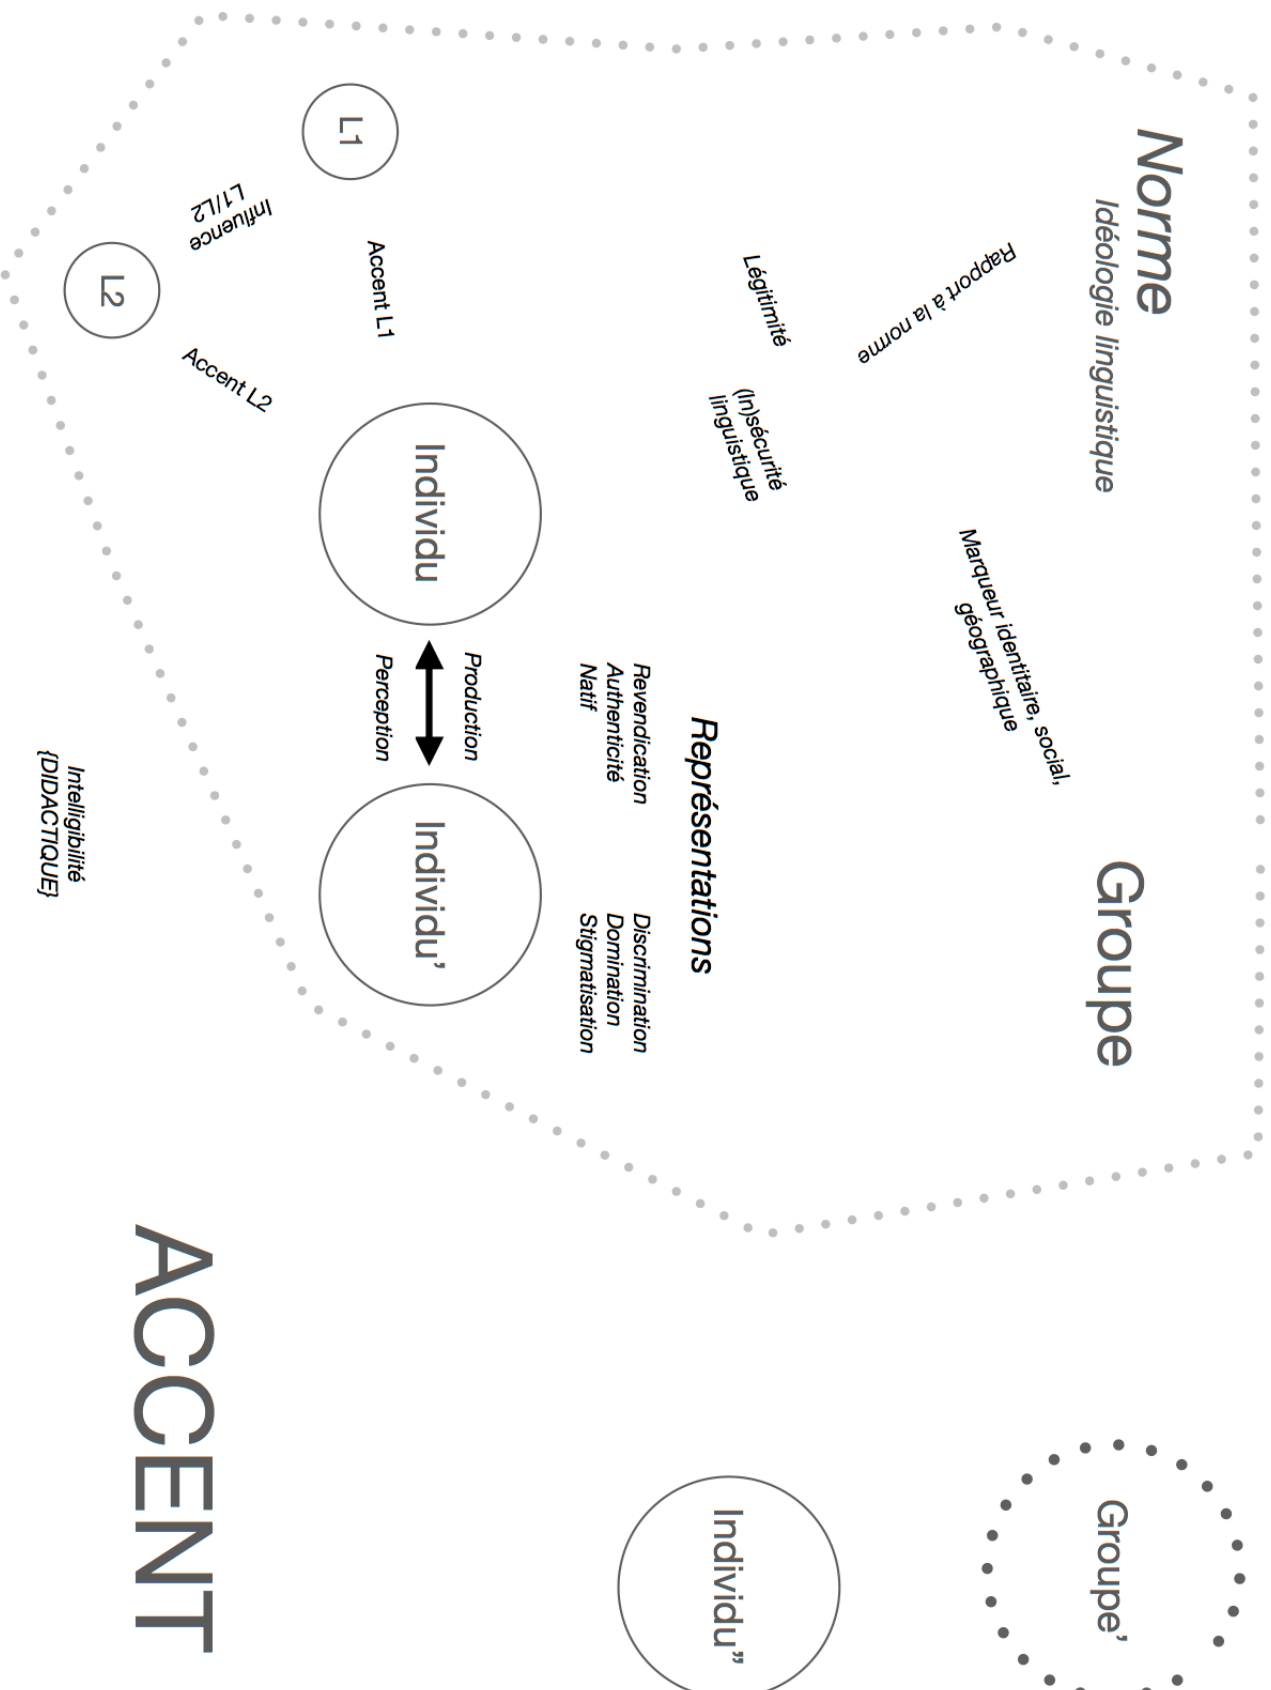 Norme
Idéologie linguistique
Groupe
Groupe’
Rapport à la norme
Marqueur identitaire, social,
géographique
Légitimité
(In)sécurité
linguistique
Représentations
Revendication
Authenticité
Natif
Discrimination
Domination
Stigmatisation
Individu”
L1
Accent L1
Individu
Production
Perception
Individu’
Influence
L1/L2
L2
Accent L2
Intelligibilité
{DIDACTIQUE}
ACCENT